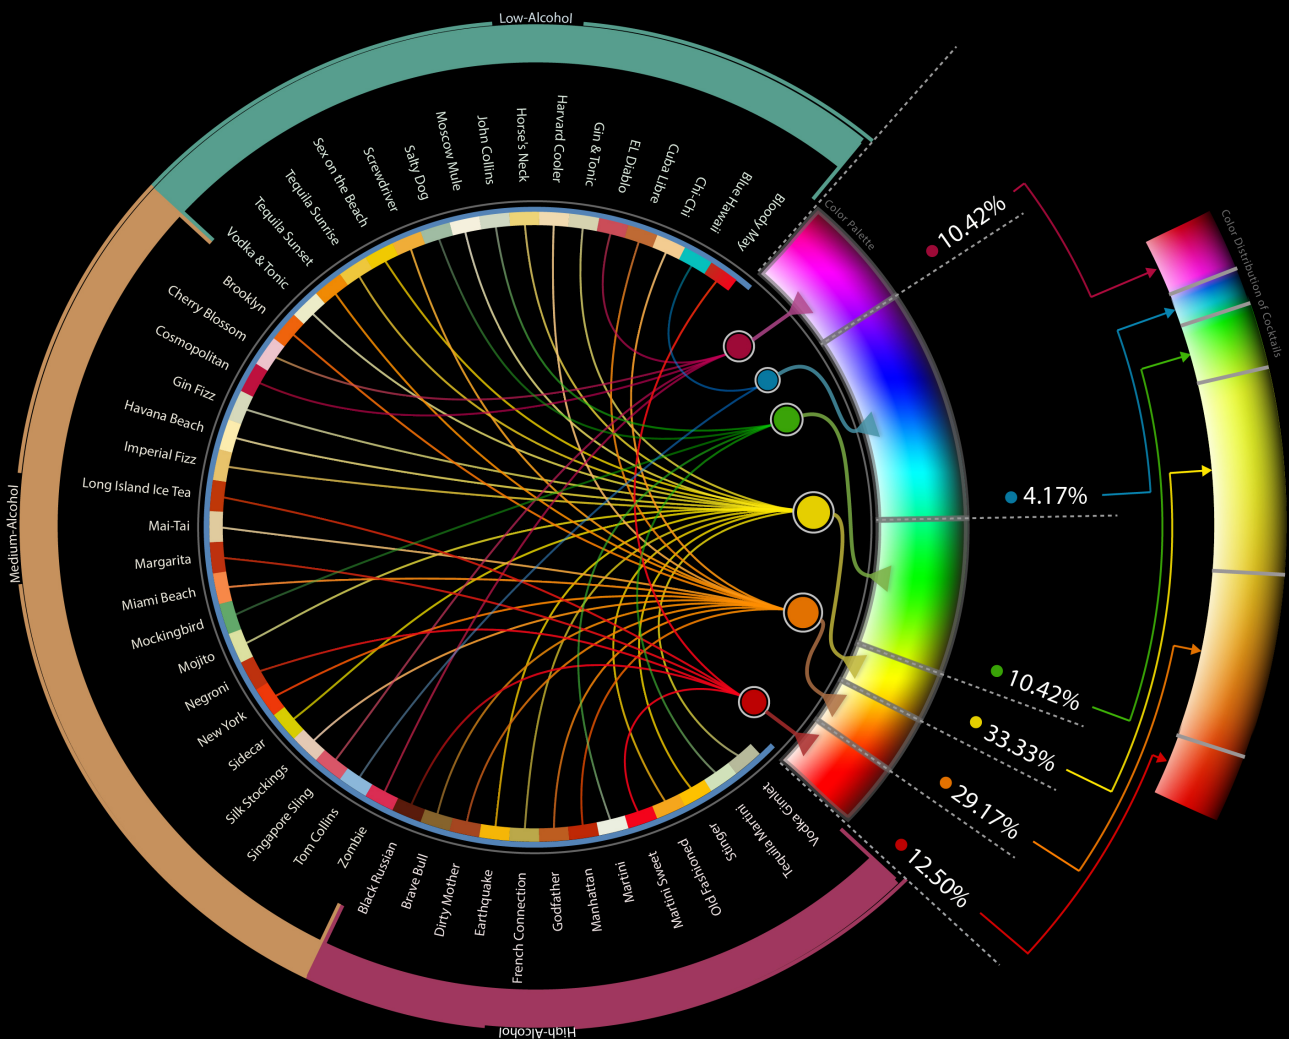 Low-Alcohol
Bloody May
Blue Hawaii
Chi-Chi
Cuba Libre
EL Diablo
Gin & Tonic
Harvard Cooler
Horse's Neck
John Collins
Moscow Mule
Salty Dog
Screwdriver
Sex on the Beach
Tequila Sunrise
Tequila Sunset
Vodka & Tonic
Brooklyn
Cherry Blossom
Cosmopolitan
Gin Fizz
Havana Beach
Imperial Fizz
Long Island Ice Tea
Mai-Tai
Margarita
Miami Beach
Mockingbird
Mojito
Negroni
New York
Sidecar
Silk Stockings
Singapore Sling
Tom Collins
Zombie
Black Russian
Brave Bull
Dirty Mother
Earthquake
French Connection
Godfather
Manhattan
Martini
Martini Sweet
Old Fashioned
Stinger
Tequila Martini
Vodka Gimlet
Medium-Alcohol
High-Alcohol
Color Palette
10.42%
4.17%
10.42%
33.33%
29.17%
12.50%
Color Distribution of Cocktails